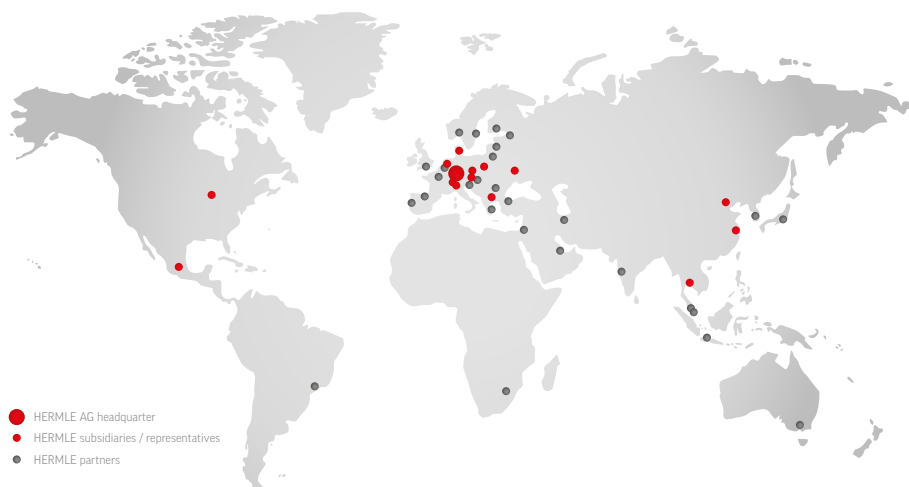 HERMLE AG headquarter
HERMLE subsidiaries / representatives
HERMLE partners